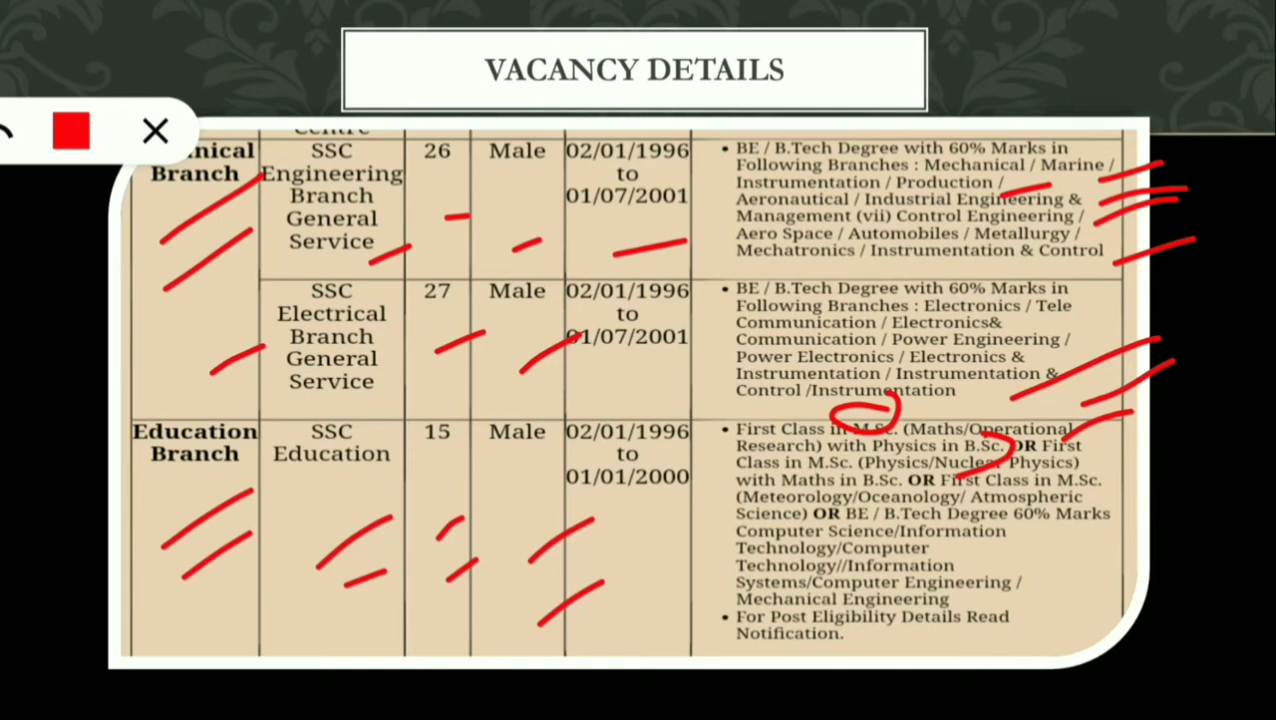 VACANCY DETAILS
Branch
SSC
Engineering
Branch
General
Service
26
Male
02/01/1996
to
01/07/2001
• BE / B.Tech Degree with 60% Marks in
Following Branches : Mechanical / Marine /
Instrumentation / Production /
Aeronautical / Industrial Engineering &
Management (vii) Control Engineering /
Aero Space / Automobiles / Metallurgy /
Mechatronics / Instrumentation & Control
SSC
Electrical
Branch
General
Service
27
Male
02/01/1996
to
01/07/2001
• BE / B.Tech Degree with 60% Marks in
Following Branches : Electronics / Tele
Communication / Electronics&
Communication / Power Engineering /
Power Electronics / Electronics &
Instrumentation / Instrumentation &
Control /Instrumentation
Education
Branch
SSC
Education
15
Male
02/01/1996
to
01/01/2000
• First Class in M.Sc. (Maths/Operational
Research) with Physics in B.Sc. OR First
Class in M.Sc. (Physics/Nuclear Physics)
with Maths in B.Sc. OR First Class in M.Sc.
(Meteorology/Oceanology/ Atmospheric
Science) OR BE / B.Tech Degree 60% Marks
Computer Science/Information
Technology/Computer
Technology//Information
Systems/Computer Engineering /
Mechanical Engineering
• For Post Eligibility Details Read
Notification.